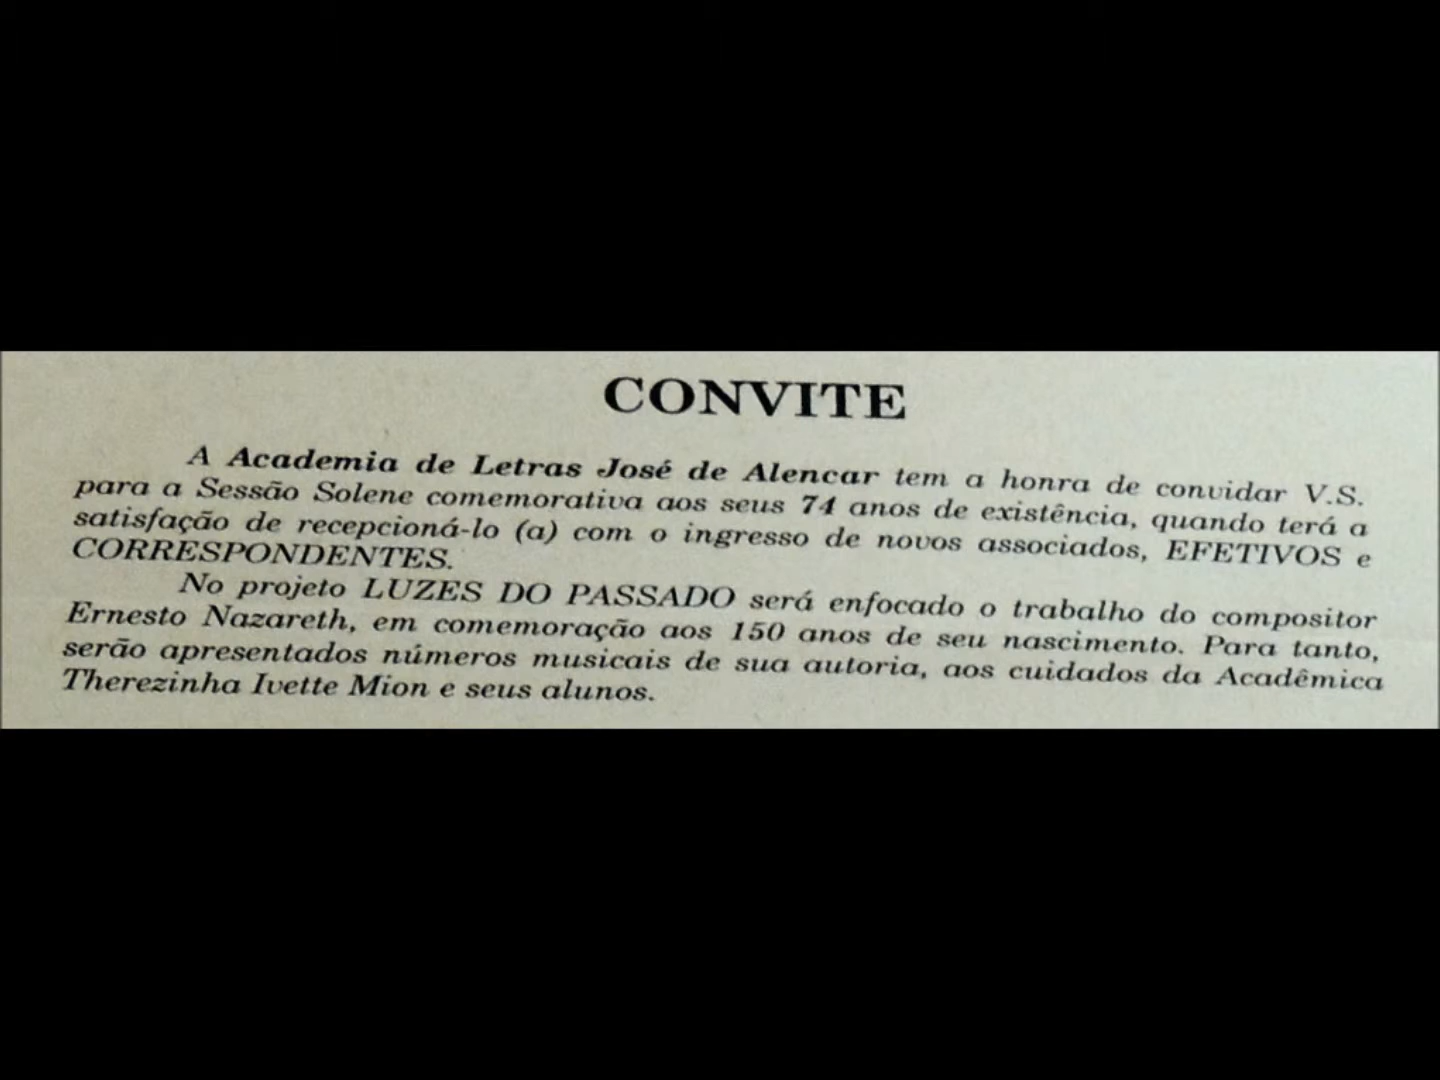 CONVITE
A Academia de Letras José de Alencar tem a honra de convidar V.S.
para a Sessão Solene comemorativa aos seus 74 anos de existência, quando terá a
satisfação de recepcioná-lo (a) com o ingresso de novos associados, EFETIVOS e
CORRESPONDENTES.
No projeto LUZES DO PASSADO será enfocado o trabalho do compositor
Ernesto Nazareth, em comemoração aos 150 anos de seu nascimento. Para tanto,
serão apresentados números musicais de sua autoria, aos cuidados da Acadêmica
Therezinha Ivette Mion e seus alunos.